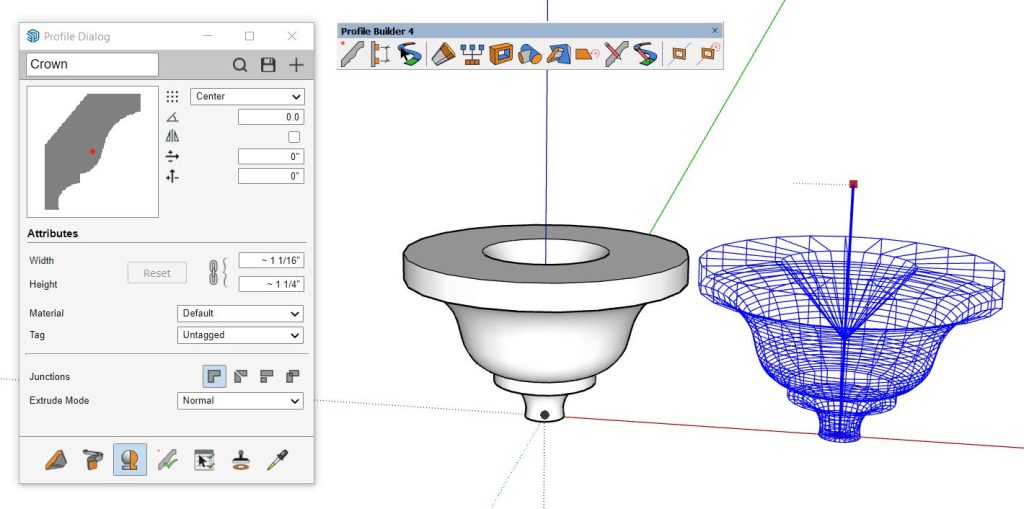 Profile Dialog
Profile Builder 4
Crown
Center
0.0
0"
0"
Attributes
Width
~ 1 1/16"
Reset
Height
~ 1 1/4"
Material
Default
Tag
Untagged
Junctions
Extrude Mode
Normal